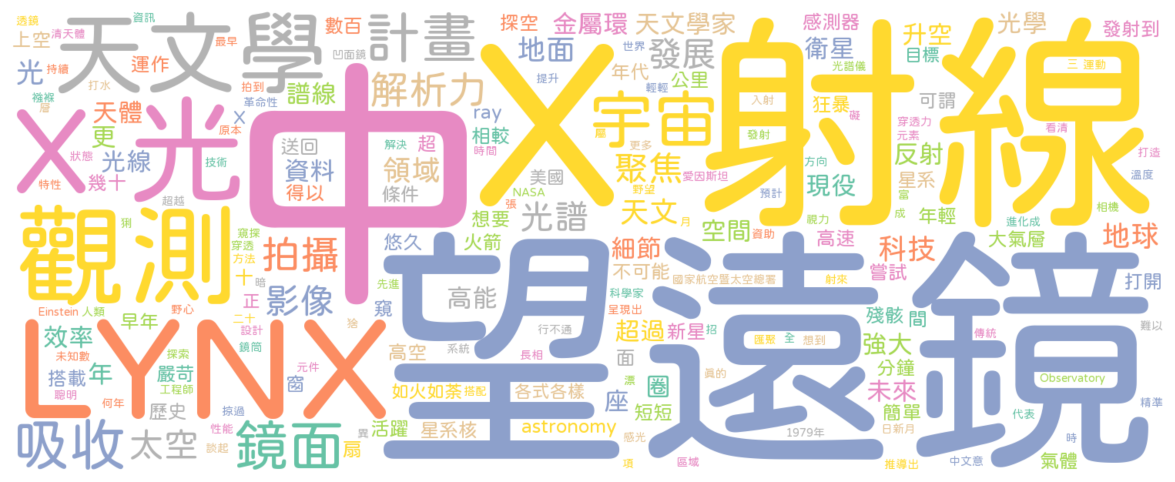 透鏡
資訊
清天體
上空
最早
數百
凹面鏡
天文學
計畫
探空
金屬環
天文學家
感測器
升空
光學
發射到
地面
世界
發展
衛星
目標
光
持續
運作
拍到
提升
年代
公里
光譜儀
三
運動
打水
襁褓
層
天體
革命性
X
譜線
解析力
輕輕
X
宇宙
射線
入射
狂暴
可謂
穿透力
礙
ray
更
原本
X光
中
送回
解決
超
相較
時間
屬
發射
元素
看清
狀態
光線
技術
資料
領域
更多
聚焦
方向
反射
打造
幾十
得以
條件
美國
NASA
野望
愛因斯坦
現役
星系
富
溫度
特性
超越
張
想要
光譜
天文
月
預計
成
年輕
相機
觀測
猁
窺探
穿透
方法
拍攝
悠久
火箭
空間
資助
脫力
高速
進化成
大氣層
地球
望遠鏡
細節
科技
十
暗
先進
不可能
國家航空暨太空總署
射來
嘗試
打開
Einstein
人類
野心
正
影像
窺
高能
科學家
呈現出
殘骸
間
早年
二十
LYNX
行不通
超過
新星
招
匯聚
全
想到
強大
傳統
難以
效率
未知數
探索
設計
鏡筒
捨
高空
系統
長相
面
分鐘
年
搭載
聰明
嚴苛
工程師
元件
窗
如火如荼
搭配
各式各樣
濃
圈
真的
未來
Observatory
何年
歷史
掠過
座
短短
簡單
代表
精準
吸收
太空
性能
談起
鏡面
異
扇
活躍
星系核
astronomy
感光
1979年
日新月
培
區域
推導出
中文意
時
氣體